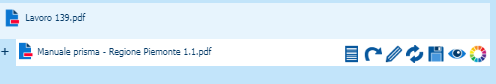 Lavoro 139.pdf
+ Manuale prisma - Regione Piemonte 1.1.pdf